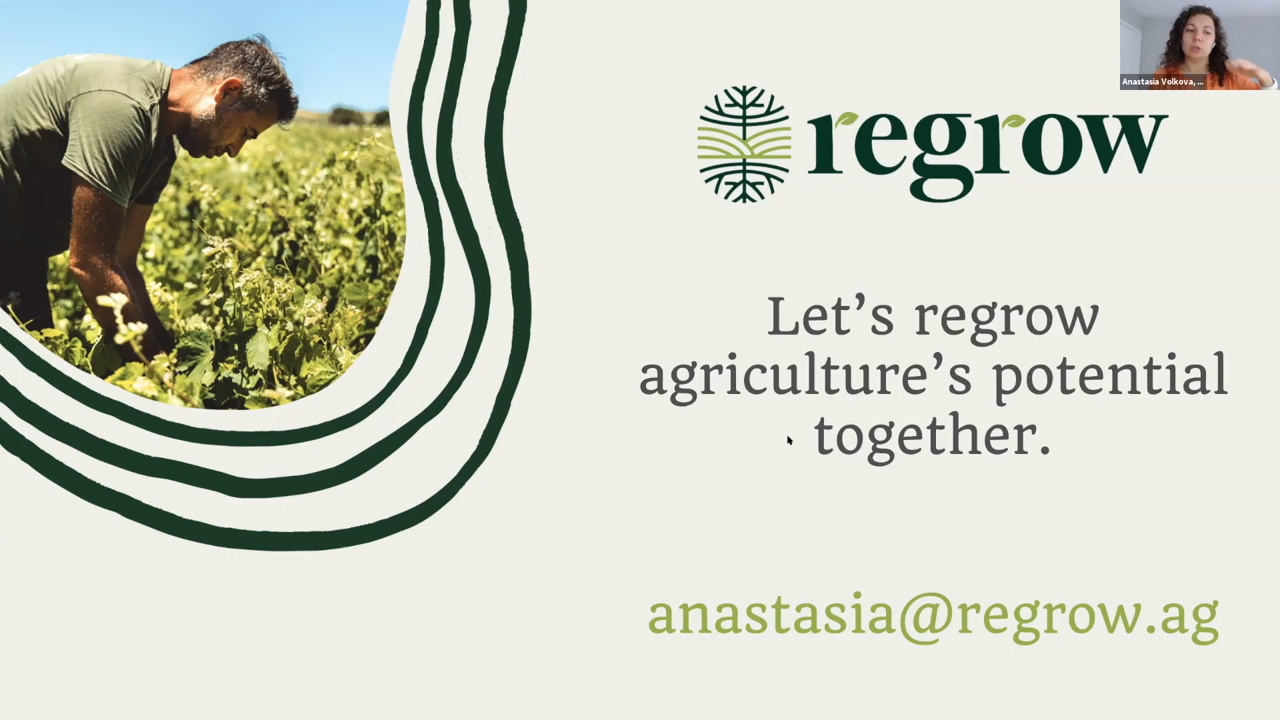 Anastasia Volkova, ...
regrow
Let’s regrow
agriculture’s potential
together.
anastasia@regrow.ag